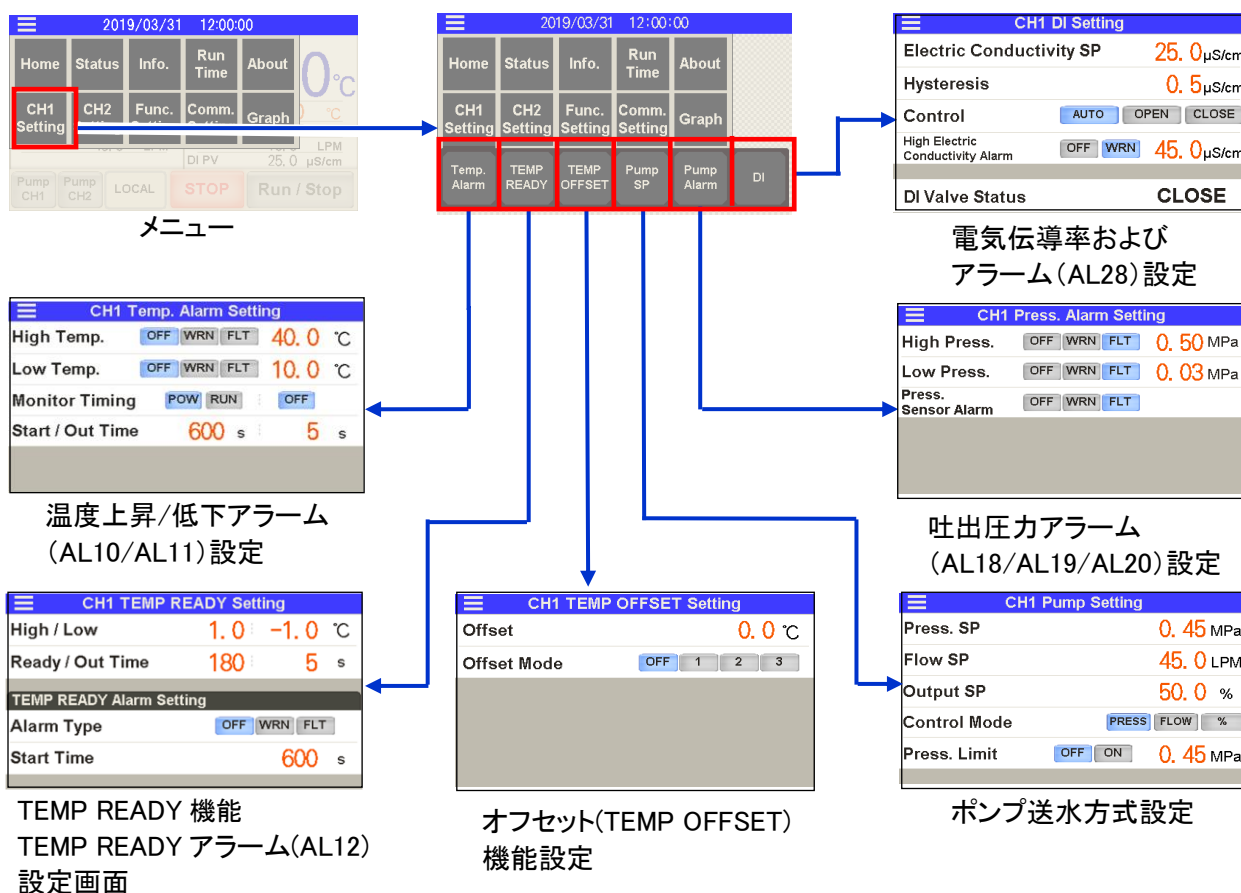 2019/03/31 12:00:00
Home Status Info. Run Time About
CH1 Setting CH2 Func. Comm. Graph
0 ℃
℃
LPM LPM
DI PV 25.0 μS/cm
Pump CH1 Pump CH2 LOCAL STOP Run / Stop
メニュー
2019/03/31 12:00:00
Home Status Info. Run Time About
CH1 Setting CH2 Setting Func. Setting Comm. Setting Graph
Temp. Alarm TEMP READY TEMP OFFSET Pump SP Pump Alarm DI
CH1 DI Setting
Electric Conductivity SP 25.0 μS/cm
Hysteresis 0.5 μS/cm
Control AUTO OPEN CLOSE
High Electric
Conductivity Alarm OFF WRN 45.0 μS/cm
DI Valve Status CLOSE
電気伝導率および
アラーム(AL28)設定
CH1 Temp. Alarm Setting
High Temp. OFF WRN FLT 40.0 ℃
Low Temp. OFF WRN FLT 10.0 ℃
Monitor Timing POW RUN OFF
Start / Out Time 600 s 5 s
温度上昇/低下アラーム
(AL10/AL11)設定
CH1 Press. Alarm Setting
High Press. OFF WRN FLT 0.50 MPa
Low Press. OFF WRN FLT 0.03 MPa
Press.
Sensor Alarm OFF WRN FLT
吐出圧力アラーム
(AL18/AL19/AL20)設定
CH1 TEMP READY Setting
High / Low 1.0 -1.0 ℃
Ready / Out Time 180 5 s
TEMP READY Alarm Setting
Alarm Type OFF WRN FLT
Start Time 600 s
TEMP READY 機能
TEMP READY アラーム(AL12)
設定画面
CH1 TEMP OFFSET Setting
Offset 0.0 ℃
Offset Mode OFF 1 2 3
オフセット(TEMP OFFSET)
機能設定
CH1 Pump Setting
Press. SP 0.45 MPa
Flow SP 45.0 LPM
Output SP 50.0 %
Control Mode PRESS FLOW %
Press. Limit OFF ON 0.45 MPa
ポンプ送水方式設定